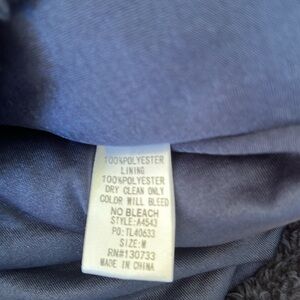 100%POLYESTER
LINING
100%POLYESTER
DRY CLEAN ONLY
COLOR WILL BLEED
NO BLEACH
STYLE:A4543
PO:TL40633
SIZE:M
RN#130733
MADE IN CHINA